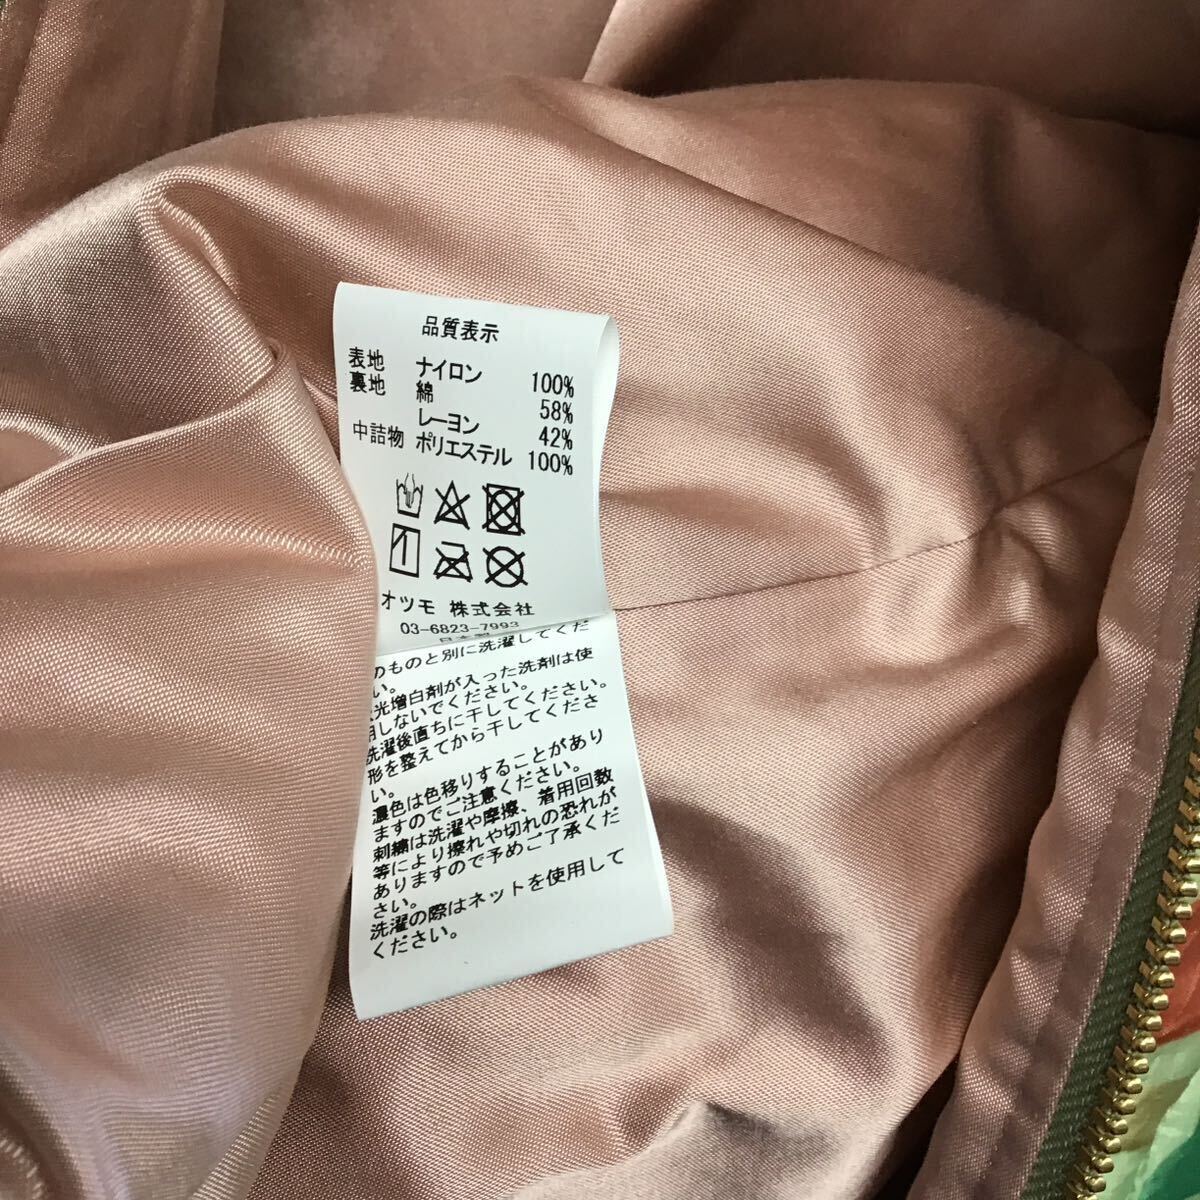 品質表示
表地 ナイロン 100%
裏地 綿 58%
レーヨン 42%
中詰物 ポリエステル 100%
オツモ 株式会社
03-6823-7993
のものと別に洗濯してくだ
い。
光増白剤が入った洗剤は使
用しないでください。
洗濯後直ちに干してください。
形を整えてから干してくださ
い。
濃色は色移りすることがあり
ますのでご注意ください。
刺繍は洗濯や摩擦、着用回数
等により擦れや切れの恐れが
ありますので予めご了承くだ
さい。
洗濯の際はネットを使用して
ください。